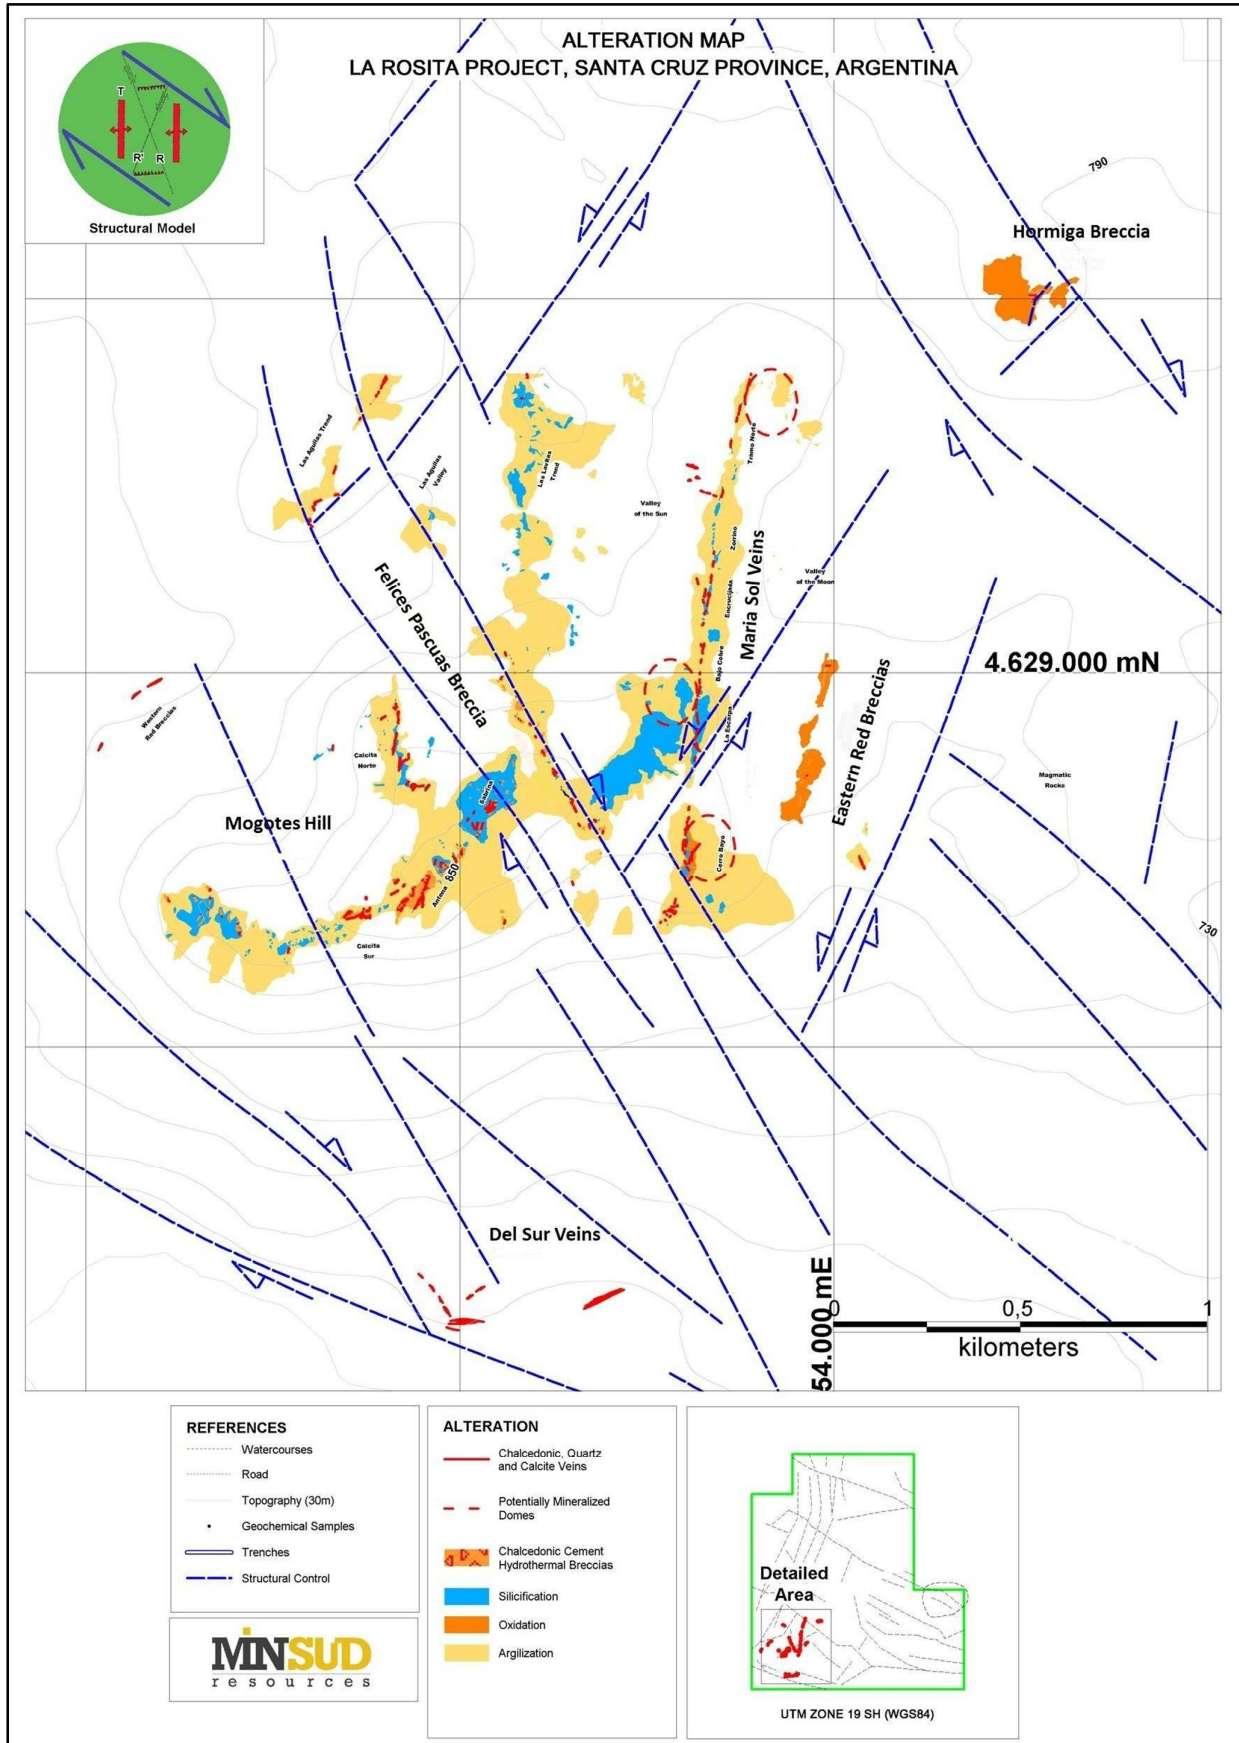 ALTERATION MAP
LA ROSITA PROJECT, SANTA CRUZ PROVINCE, ARGENTINA
T
R'
R
Structural Model
790
Hormiga Breccia
Las Aguilas Trend
Las Aguilas
Valley
Las Lavitas
Trend
Valley
of the Sun
Tramo Norte
Zorrino
Encrucijada
Maria Sol Veins
Valley
of the Moon
Bajo Cobre
La Escarpa
Felices Pascuas Breccia
4.629.000 mN
Western
Red Breccias
Calcita
Norte
Sabrina
Eastern Red Breccias
Magmatic
Rocks
Mogotes Hill
Cerro Bayo
850
Antena
Calcita
Sur
730
Del Sur Veins
54.000 mE
0
0,5
1
kilometers
REFERENCES
Watercourses
Road
Topography (30m)
Geochemical Samples
Trenches
Structural Control
MINSUD
resources
ALTERATION
Chalcedonic, Quartz
and Calcite Veins
Potentially Mineralized
Domes
Chalcedonic Cement
Hydrothermal Breccias
Silicification
Oxidation
Argilization
Detailed
Area
UTM ZONE 19 SH (WGS84)